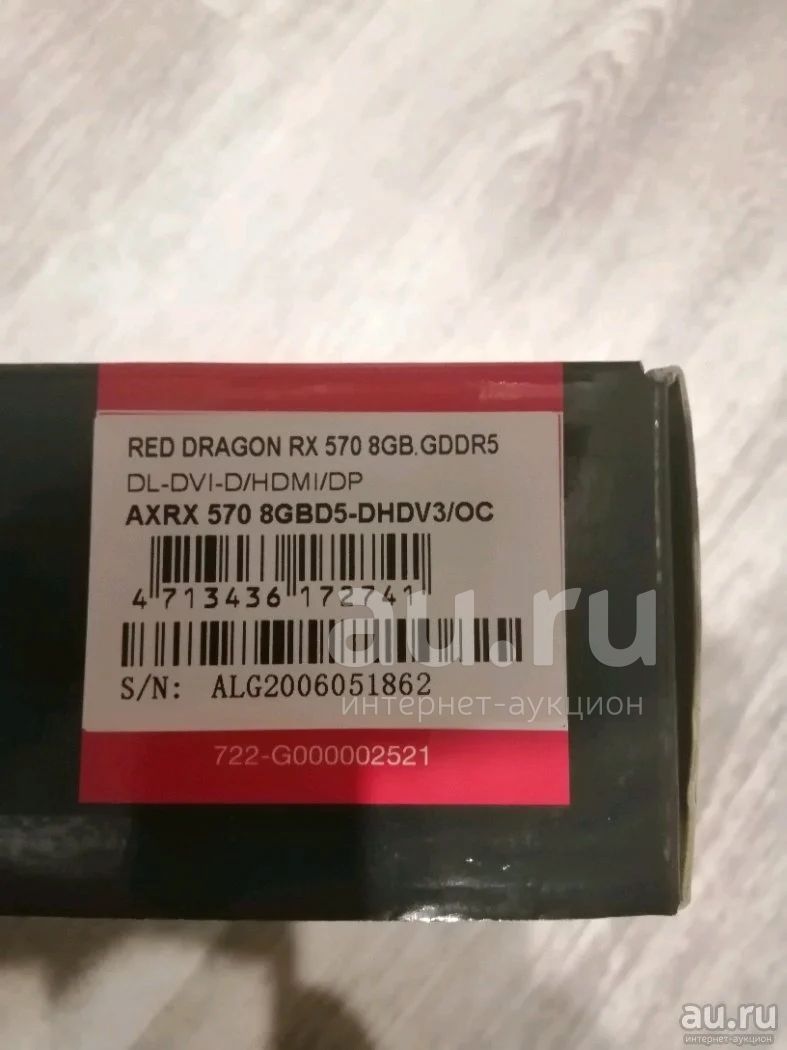 RED DRAGON RX 570 8GB.GDDR5
DL-DVI-D/HDMI/DP
AXRX 570 8GBD5-DHDV3/OC
4 713436 172741
S/N: ALG2006051862
722-G000002521
au.ru
интернет-аукцион
au.ru
интернет-аукцион